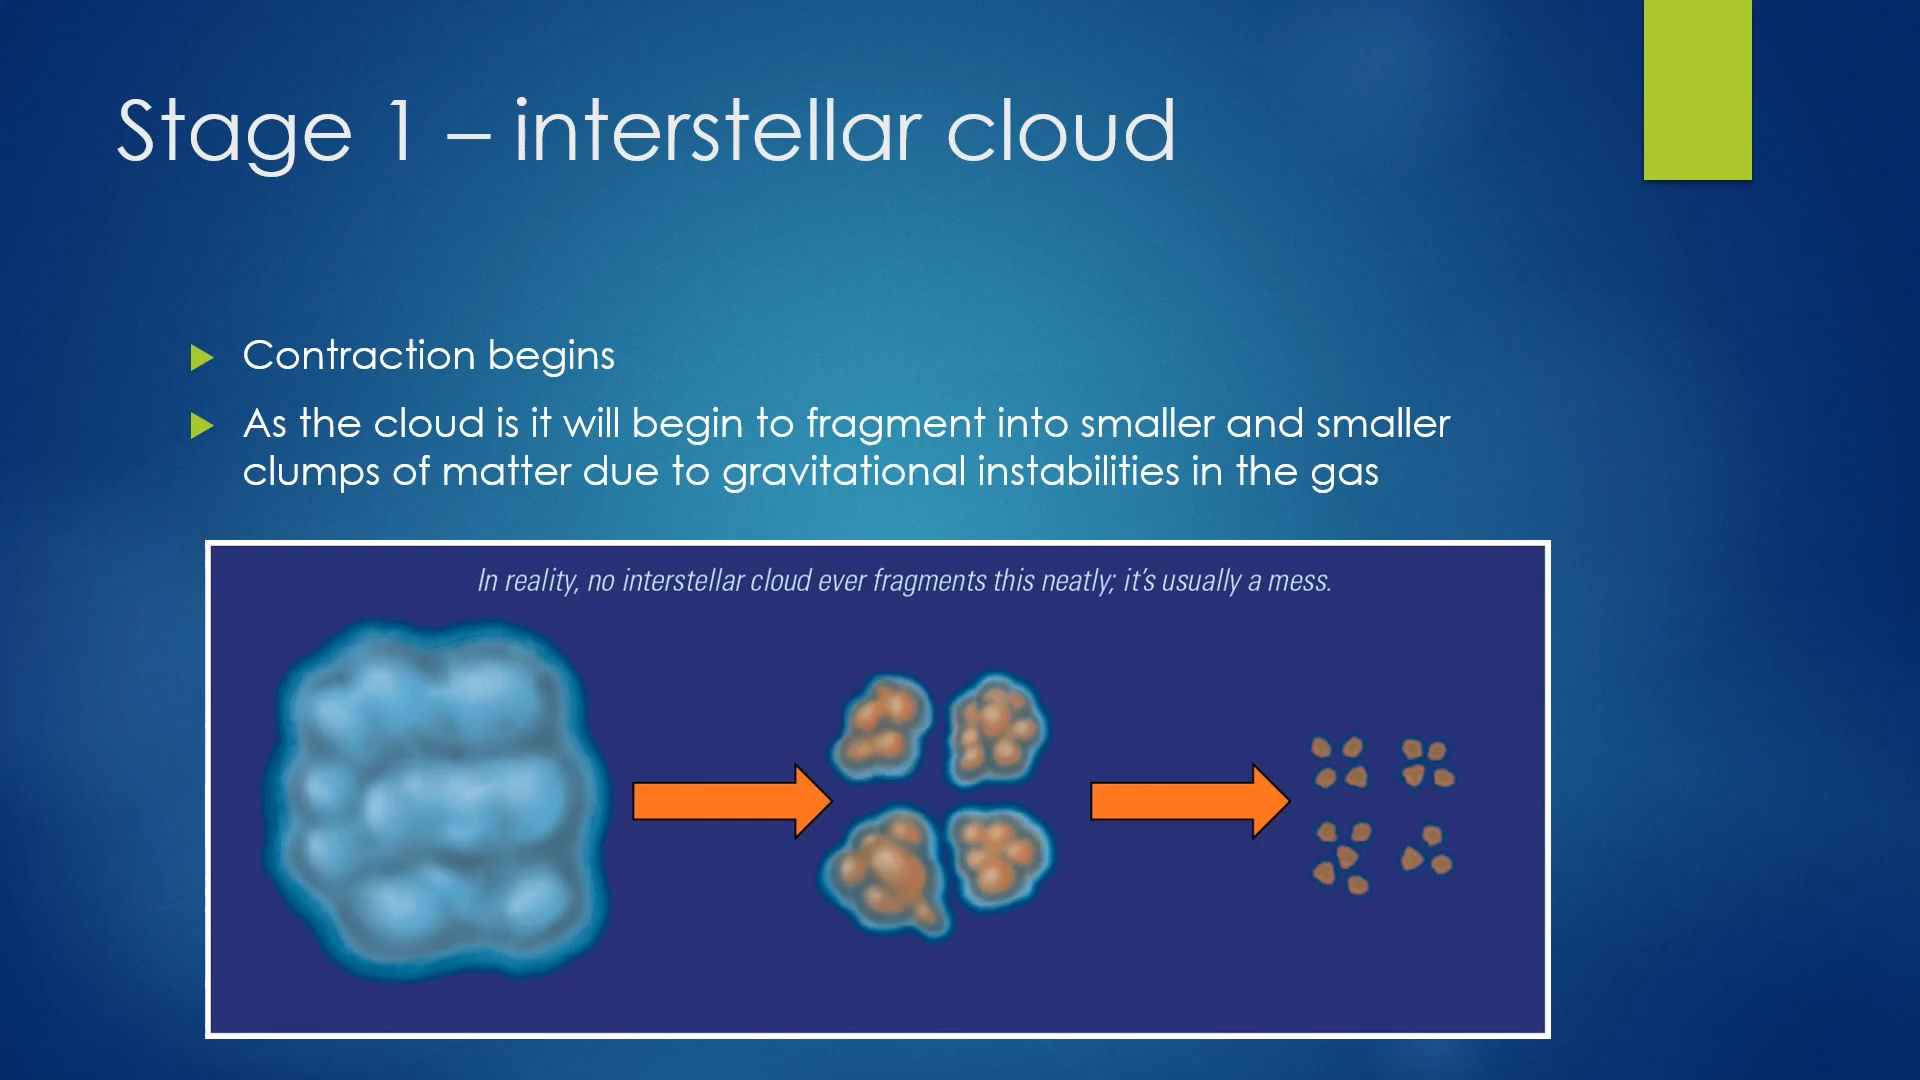 Stage 1 – interstellar cloud
Contraction begins
As the cloud is it will begin to fragment into smaller and smaller
clumps of matter due to gravitational instabilities in the gas
In reality, no interstellar cloud ever fragments this neatly; it's usually a mess.